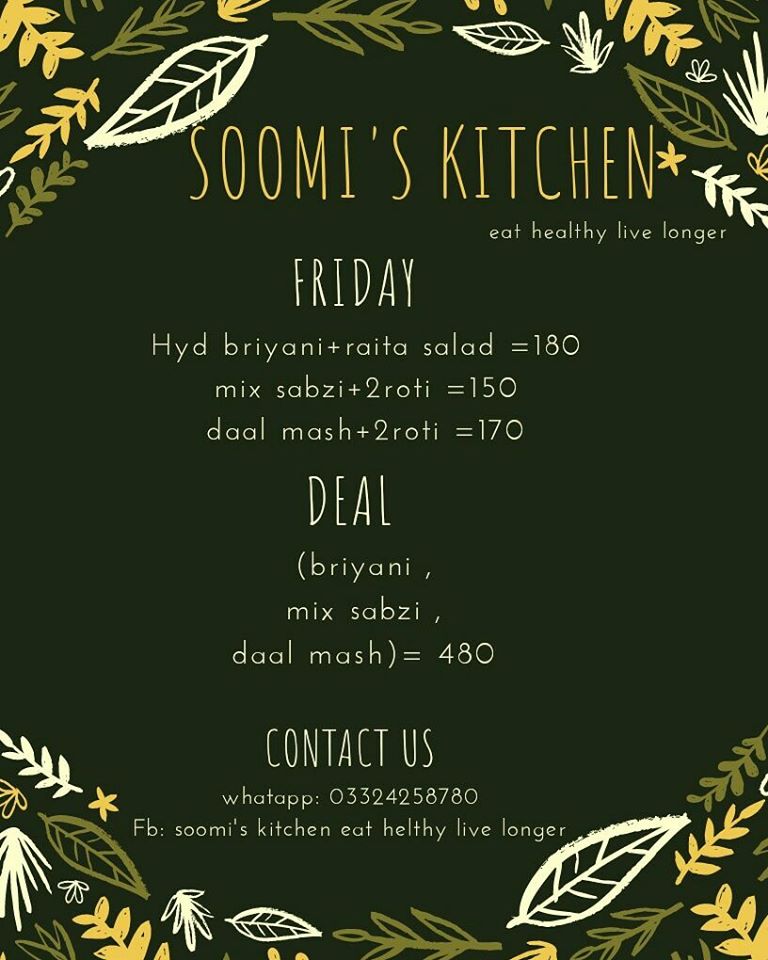 SOOMI'S KITCHEN
eat healthy live longer
FRIDAY
Hyd briyani+raita salad =180
mix sabzi+2roti =150
daal mash+2roti =170
DEAL
(briyani ,
mix sabzi ,
daal mash)= 480
CONTACT US
whatapp: 03324258780
Fb: soomi's kitchen eat helthy live longer